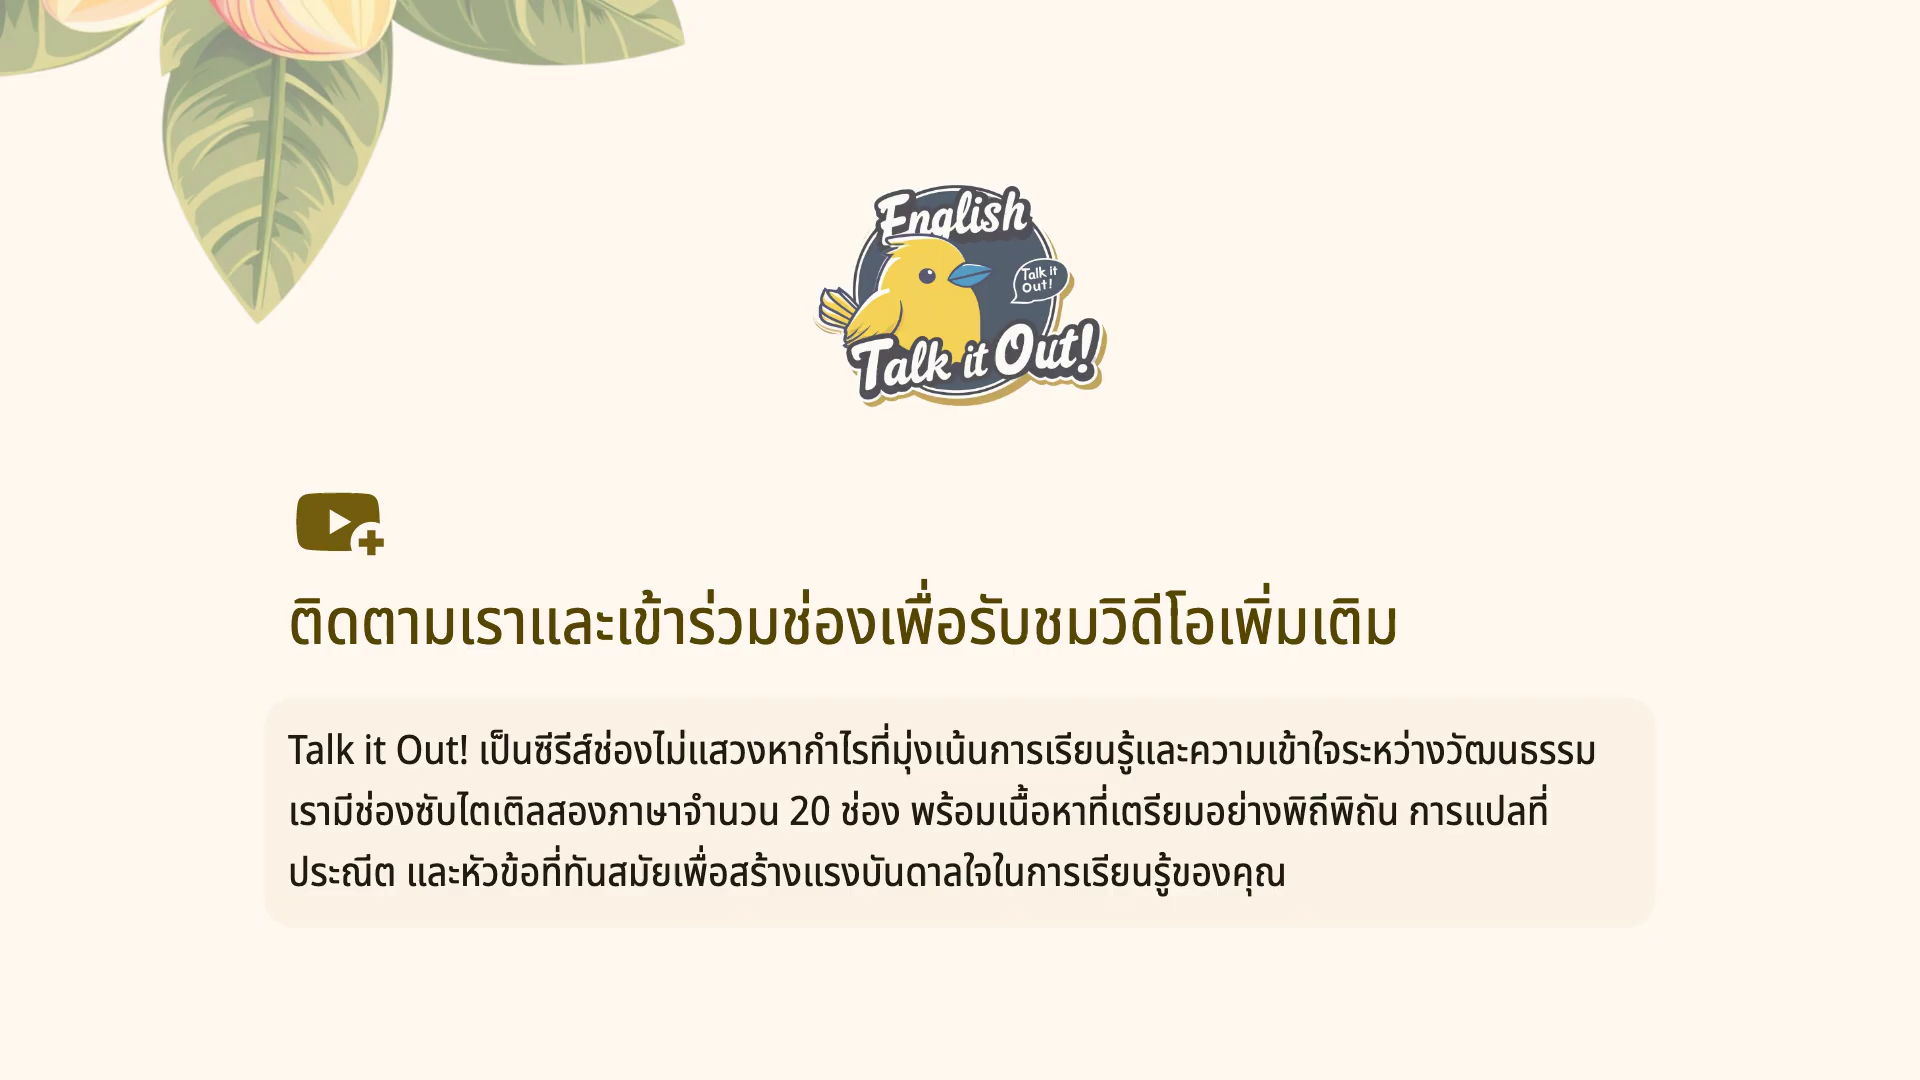 English
Talk it
Out!
Talk it Out!
ติดตามเราและเข้าร่วมช่องเพื่อรับชมวิดีโอเพิ่มเติม
Talk it Out! เป็นซีรีส์ช่องไม่แสวงหากำไรที่มุ่งเน้นการเรียนรู้และความเข้าใจระหว่างวัฒนธรรม
เรามีช่องซับไตเติลสองภาษาจำนวน 20 ช่อง พร้อมเนื้อหาที่เตรียมอย่างพิถีพิถัน การแปลที่
ประณีต และหัวข้อที่ทันสมัยเพื่อสร้างแรงบันดาลใจในการเรียนรู้ของคุณ